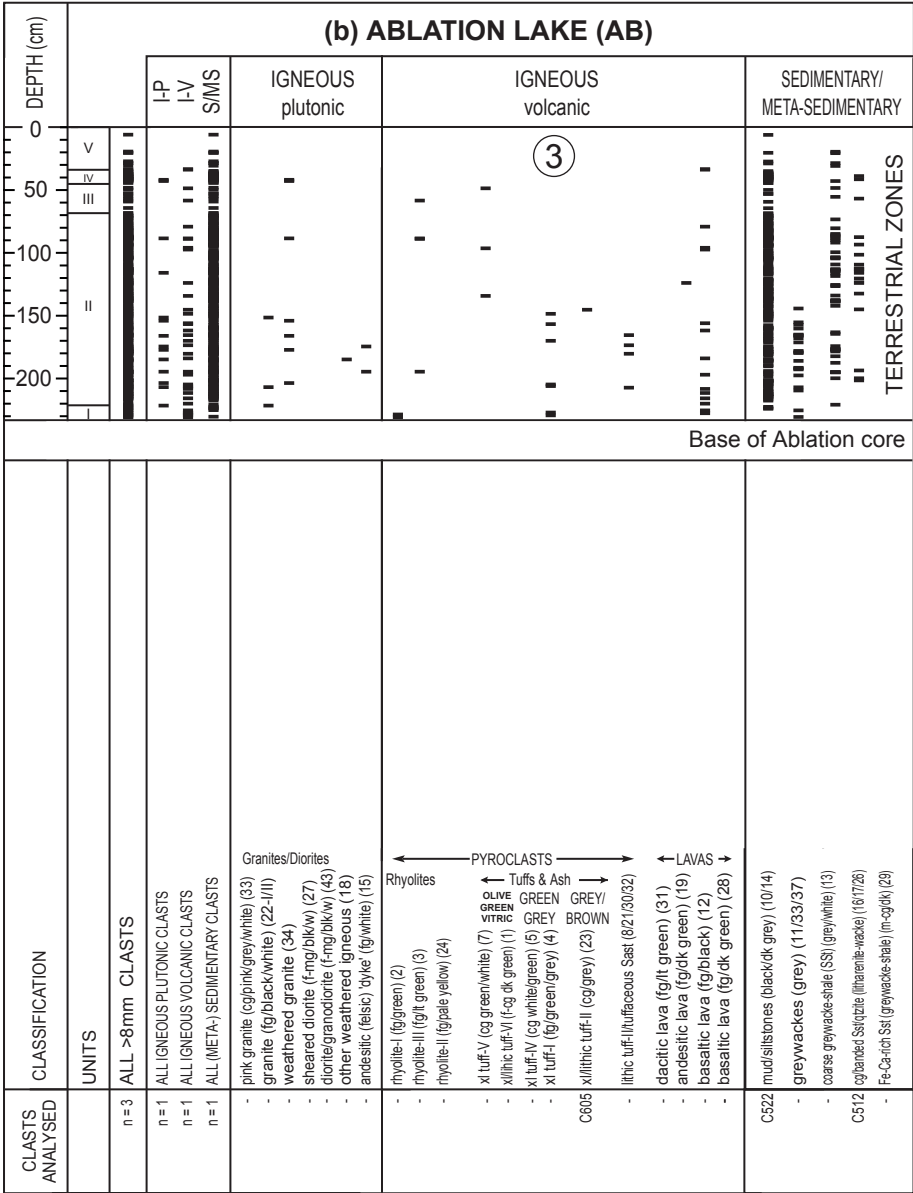 (b) ABLATION LAKE (AB)
DEPTH (cm)
I-P
I-V
S/MS
IGNEOUS
plutonic
IGNEOUS
volcanic
SEDIMENTARY/
META-SEDIMENTARY
0
50
100
150
200
V
IV
III
II
I
3
TERRESTRIAL ZONES
Base of Ablation core
CLASSIFICATION
UNITS
ALL >8mm CLASTS
ALL IGNEOUS PLUTONIC CLASTS
ALL IGNEOUS VOLCANIC CLASTS
ALL (META-) SEDIMENTARY CLASTS
Granites/Diorites
pink granite (cg/pink/grey/white) (33)
granite (fg/black/white) (22-I/II)
weathered granite (34)
sheared diorite (f-mg/blk/w) (27)
diorite/granodiorite (f-mg/blk/w) (43)
other weathered igneous (18)
andesitic (felsic) 'dyke' (fg/white) (15)
PYROCLASTS
Rhyolites
Tuffs & Ash
OLIVE
GREEN
VITRIC
GREEN
GREY
GREY/
BROWN
rhyolite-I (fg/green) (2)
rhyolite-III (fg/lt green) (3)
rhyolite-II (fg/pale yellow) (24)
xl tuff-V (cg green/white) (7)
xl/lithic tuff-VI (f-cg dk green) (1)
xl tuff-IV (cg white/green) (5)
xl tuff-I (fg/green/grey) (4)
xl/lithic tuff-II (cg/grey) (23)
lithic tuff-II/tuffaceous Sast (8/21/30/32)
LAVAS
dacitic lava (fg/lt green) (31)
andesitic lava (fg/dk green) (19)
basaltic lava (fg/black) (12)
basaltic lava (fg/dk green) (28)
mud/siltstones (black/dk grey) (10/14)
greywackes (grey) (11/33/37)
coarse greywacke-shale (SSt) (grey/white) (13)
cg/banded Sst/qtzite (litharenite-wacke) (16/17/26)
Fe-Ca-rich Sst (greywacke-shale) (m-cg/dk) (29)
CLASTS
ANALYSED
n = 3
n = 1
n = 1
n = 1
- - - - - - -
- - - - - - -
C605
-
- - - -
C522
-
-
C512
-